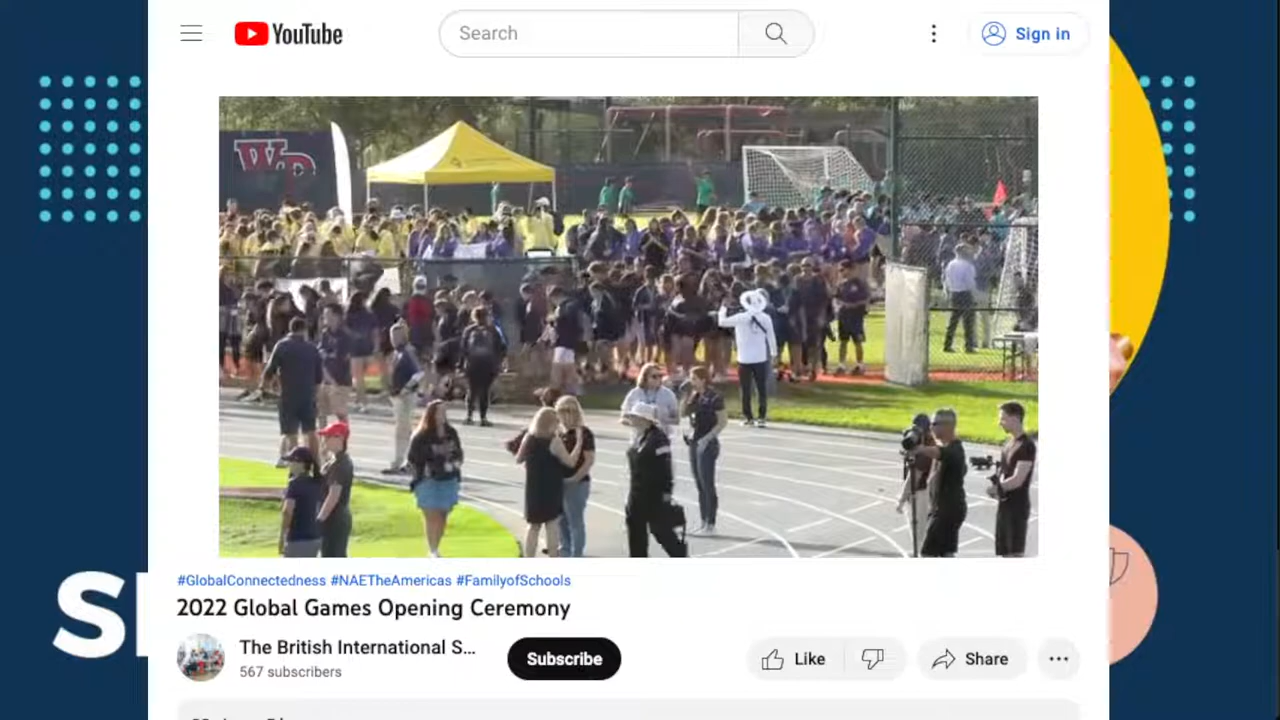 YouTube
Search
Sign in
WP
#GlobalConnectedness #NAETheAmericas #FamilyofSchools
2022 Global Games Opening Ceremony
The British International S...
567 subscribers
Subscribe
Like
Share
S